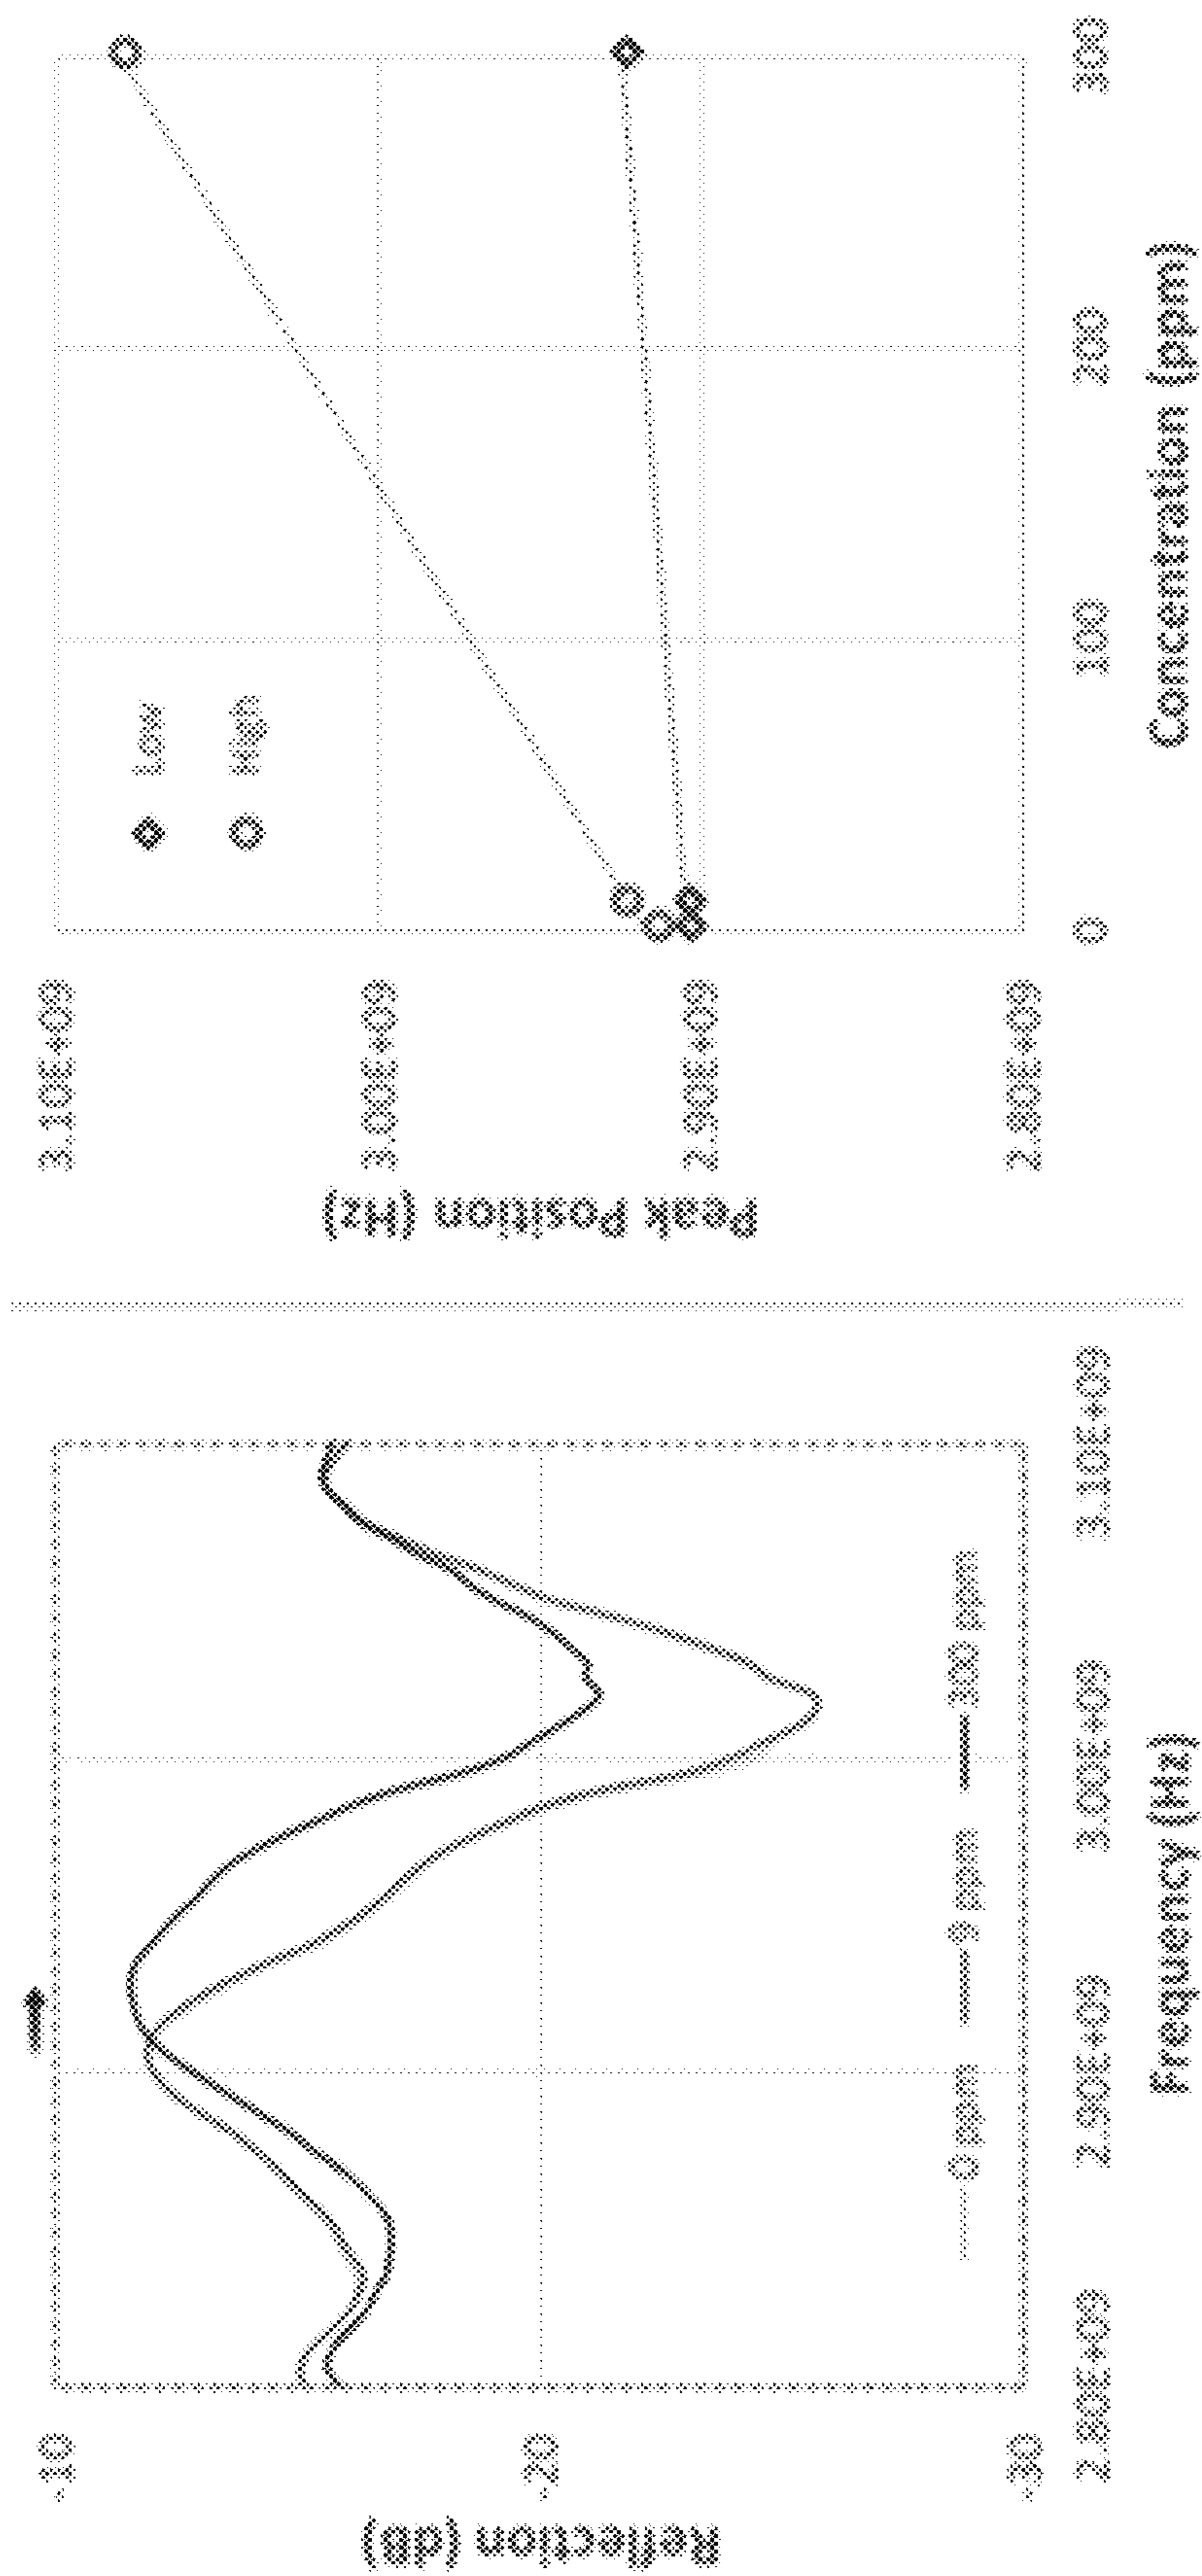 Reflection (dB)
-10
-20
-30
0 ppm 9 ppm 300 ppm
2.80E+09 2.90E+09 3.00E+09 3.10E+09
Frequency (Hz)
Peak Position (Hz)
3.10E+09
3.00E+09
2.90E+09
2.80E+09
Low
High
0 100 200 300
Concentration (ppm)